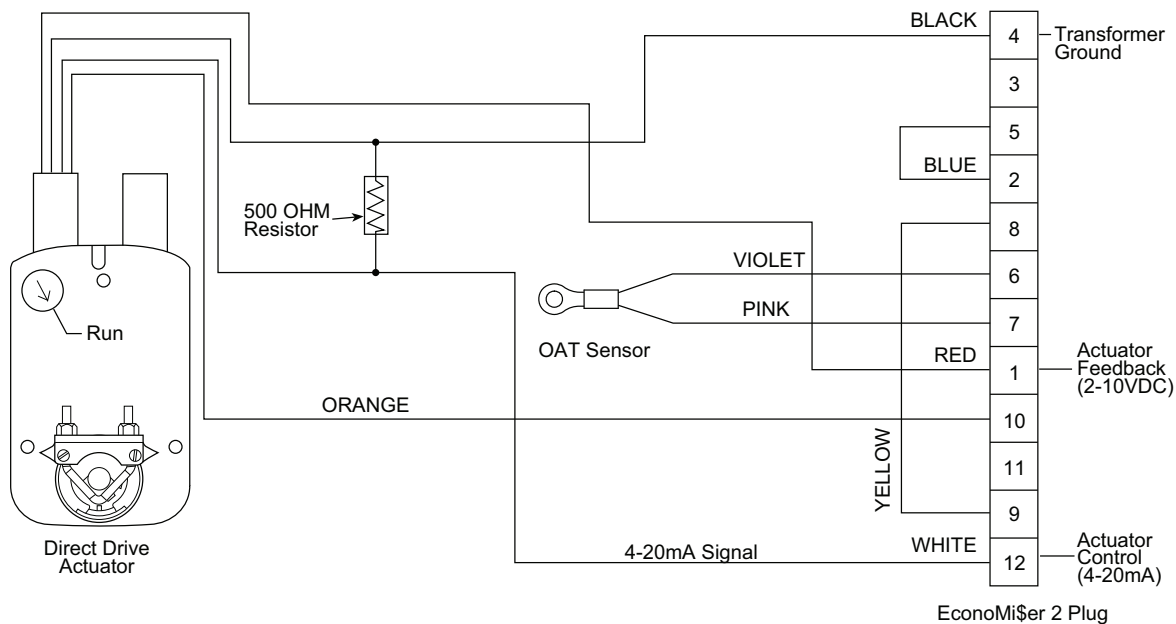 BLACK
4
Transformer
Ground
3
5
BLUE
2
500 OHM
Resistor
8
VIOLET
6
Run
PINK
7
OAT Sensor
RED
1
Actuator
Feedback
(2-10VDC)
ORANGE
10
YELLOW
11
9
Direct Drive
Actuator
4-20mA Signal
WHITE
12
Actuator
Control
(4-20mA)
EconoMi$er 2 Plug